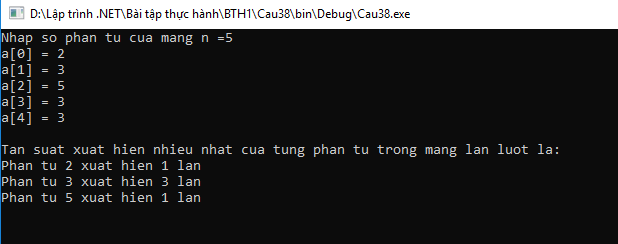 D:\Lập trình .NET\Bài tập thực hành\BTH1\Cau38\bin\Debug\Cau38.exe
Nhap so phan tu cua mang n =5
a[0] = 2
a[1] = 3
a[2] = 5
a[3] = 3
a[4] = 3
Tan suat xuat hien nhieu nhat cua tung phan tu trong mang lan luot la:
Phan tu 2 xuat hien 1 lan
Phan tu 3 xuat hien 3 lan
Phan tu 5 xuat hien 1 lan